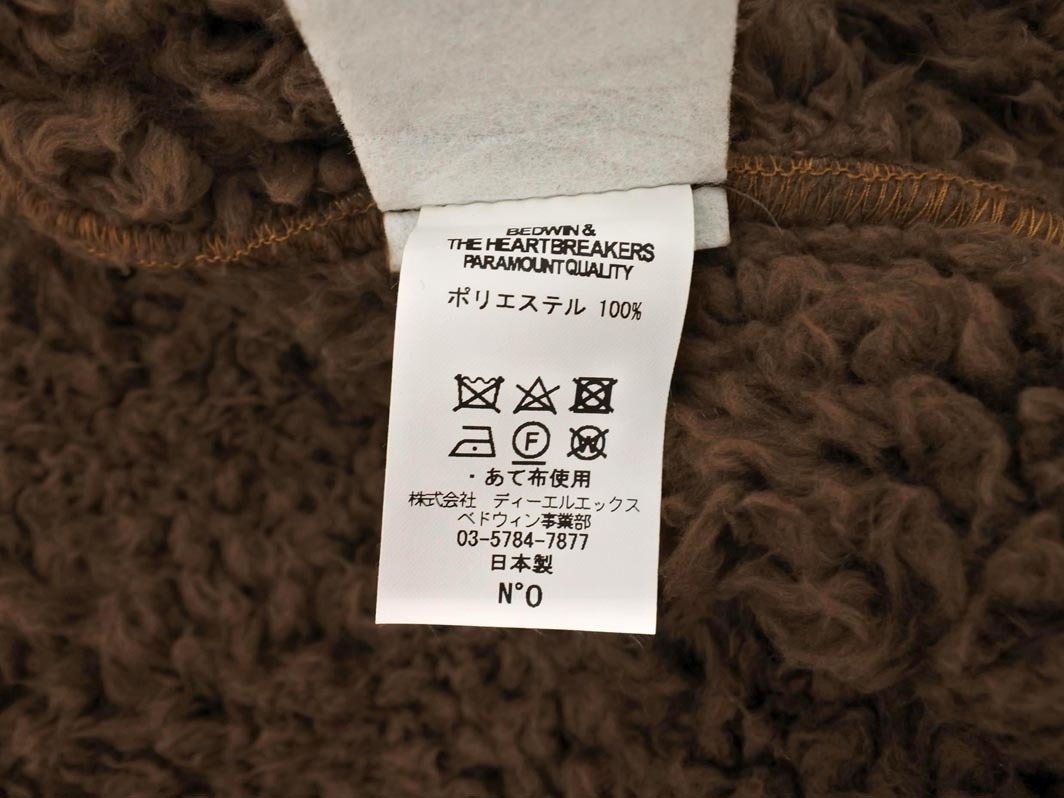 BEDWIN &
THE HEARTBREAKERS
PARAMOUNT QUALITY
ポリエステル 100%
F
W
・あて布使用
株式会社 ディーエルエックス
ベドウィン事業部
03-5784-7877
日本製
N°0